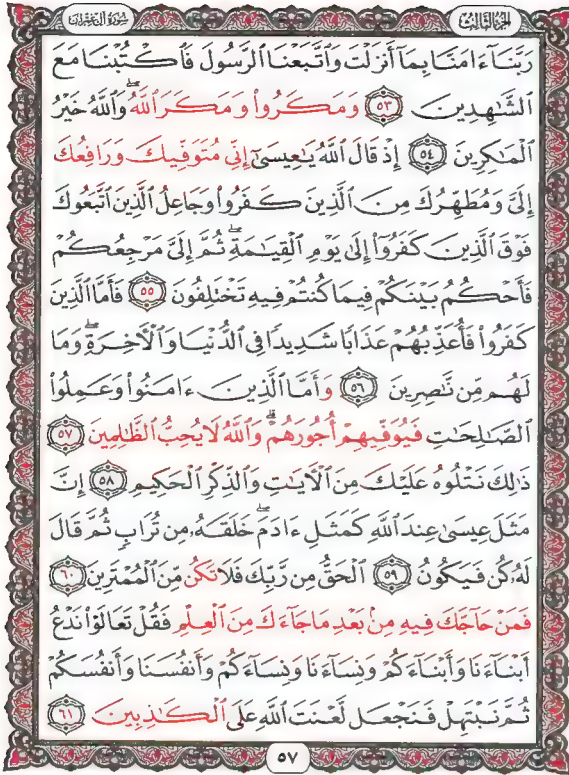 الجزء الثالث
سورة آل عمران
رَبَّنَآ ءَامَنَّا بِمَآ أَنزَلْتَ وَٱتَّبَعْنَا ٱلرَّسُولَ فَٱكْتُبْنَا مَعَ
ٱلشَّٰهِدِينَ ٥٣ وَمَكَرُوا۟ وَمَكَرَ ٱللَّهُ ۖ وَٱللَّهُ خَيْرُ
ٱلْمَٰكِرِينَ ٥٤ إِذْ قَالَ ٱللَّهُ يَٰعِيسَىٰٓ إِنِّى مُتَوَفِّيكَ وَرَافِعُكَ
إِلَىَّ وَمُطَهِّرُكَ مِنَ ٱلَّذِينَ كَفَرُوا۟ وَجَاعِلُ ٱلَّذِينَ ٱتَّبَعُوكَ
فَوْقَ ٱلَّذِينَ كَفَرُوٓا۟ إِلَىٰ يَوْمِ ٱلْقِيَٰمَةِ ۖ ثُمَّ إِلَىَّ مَرْجِعُكُمْ
فَأَحْكُمُ بَيْنَكُمْ فِيمَا كُنتُمْ فِيهِ تَخْتَلِفُونَ ٥٥ فَأَمَّا ٱلَّذِينَ
كَفَرُوا۟ فَأُعَذِّبُهُمْ عَذَابًا شَدِيدًا فِى ٱلدُّنْيَا وَٱلْءَاخِرَةِ ۖ وَمَا
لَهُم مِّن نَّٰصِرِينَ ٥٦ وَأَمَّا ٱلَّذِينَ ءَامَنُوا۟ وَعَمِلُوا۟
ٱلصَّٰلِحَٰتِ فَيُوَفِّيهِمْ أُجُورَهُمْ ۗ وَٱللَّهُ لَا يُحِبُّ ٱلظَّٰلِمِينَ ٥٧
ذَٰلِكَ نَتْلُوهُ عَلَيْكَ مِنَ ٱلْءَايَٰتِ وَٱلذِّكْرِ ٱلْحَكِيمِ ٥٨ إِنَّ
مَثَلَ عِيسَىٰ عِندَ ٱللَّهِ كَمَثَلِ ءَادَمَ ۖ خَلَقَهُۥ مِن تُرَابٍ ثُمَّ قَالَ
لَهُۥ كُن فَيَكُونُ ٥٩ ٱلْحَقُّ مِن رَّبِّكَ فَلَا تَكُن مِّنَ ٱلْمُمْتَرِينَ ٦٠
فَمَنْ حَآجَّكَ فِيهِ مِنۢ بَعْدِ مَا جَآءَكَ مِنَ ٱلْعِلْمِ فَقُلْ تَعَالَوْا۟ نَدْعُ
أَبْنَآءَنَا وَأَبْنَآءَكُمْ وَنِسَآءَنَا وَنِسَآءَكُمْ وَأَنفُسَنَا وَأَنفُسَكُمْ
ثُمَّ نَبْتَهِلْ فَنَجْعَل لَّعْنَتَ ٱللَّهِ عَلَى ٱلْكَٰذِبِينَ ٦١
٥٧